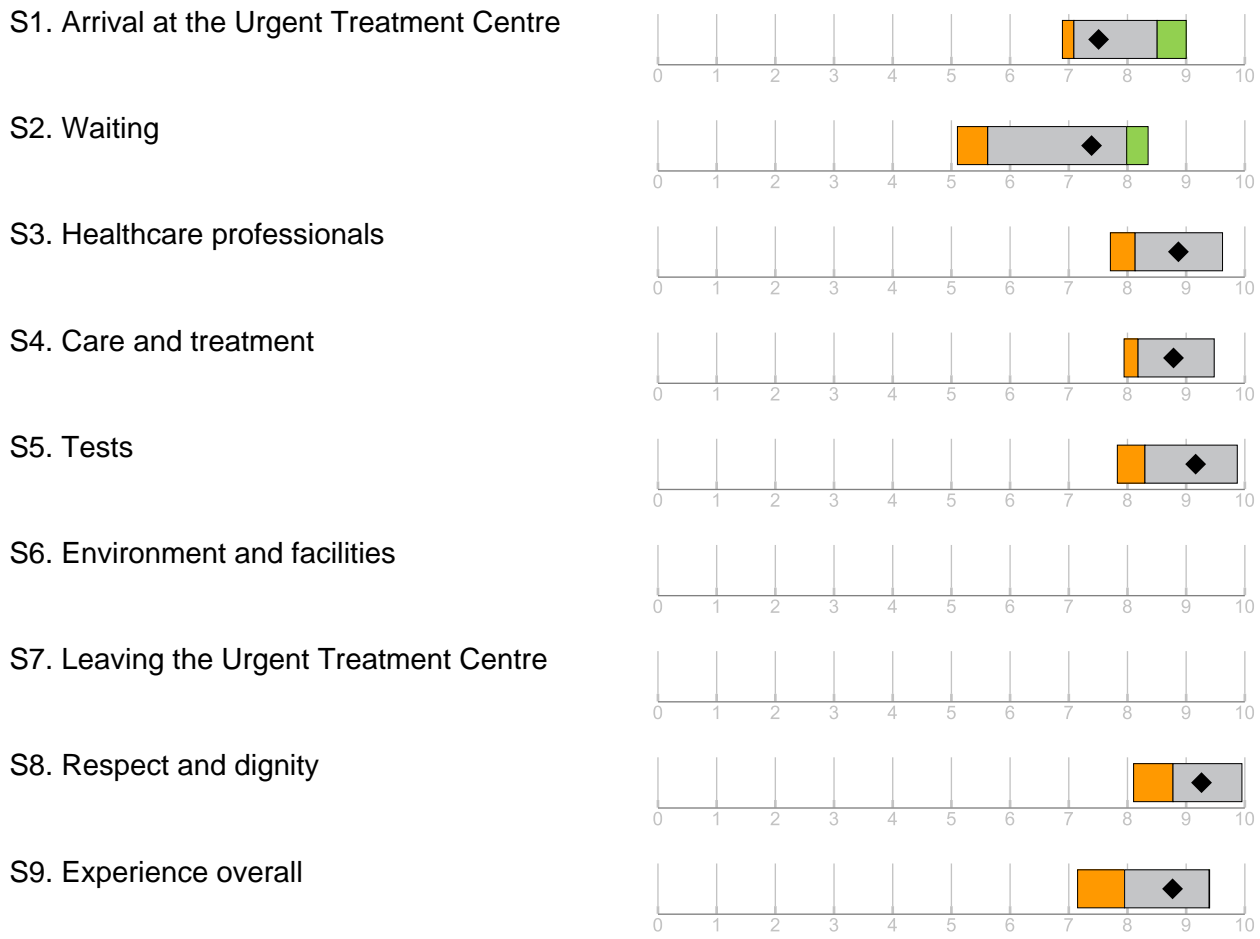 S1. Arrival at the Urgent Treatment Centre
0 1 2 3 4 5 6 7 8 9 10
S2. Waiting
0 1 2 3 4 5 6 7 8 9 10
S3. Healthcare professionals
0 1 2 3 4 5 6 7 8 9 10
S4. Care and treatment
0 1 2 3 4 5 6 7 8 9 10
S5. Tests
0 1 2 3 4 5 6 7 8 9 10
S6. Environment and facilities
0 1 2 3 4 5 6 7 8 9 10
S7. Leaving the Urgent Treatment Centre
0 1 2 3 4 5 6 7 8 9 10
S8. Respect and dignity
0 1 2 3 4 5 6 7 8 9 10
S9. Experience overall
0 1 2 3 4 5 6 7 8 9 10